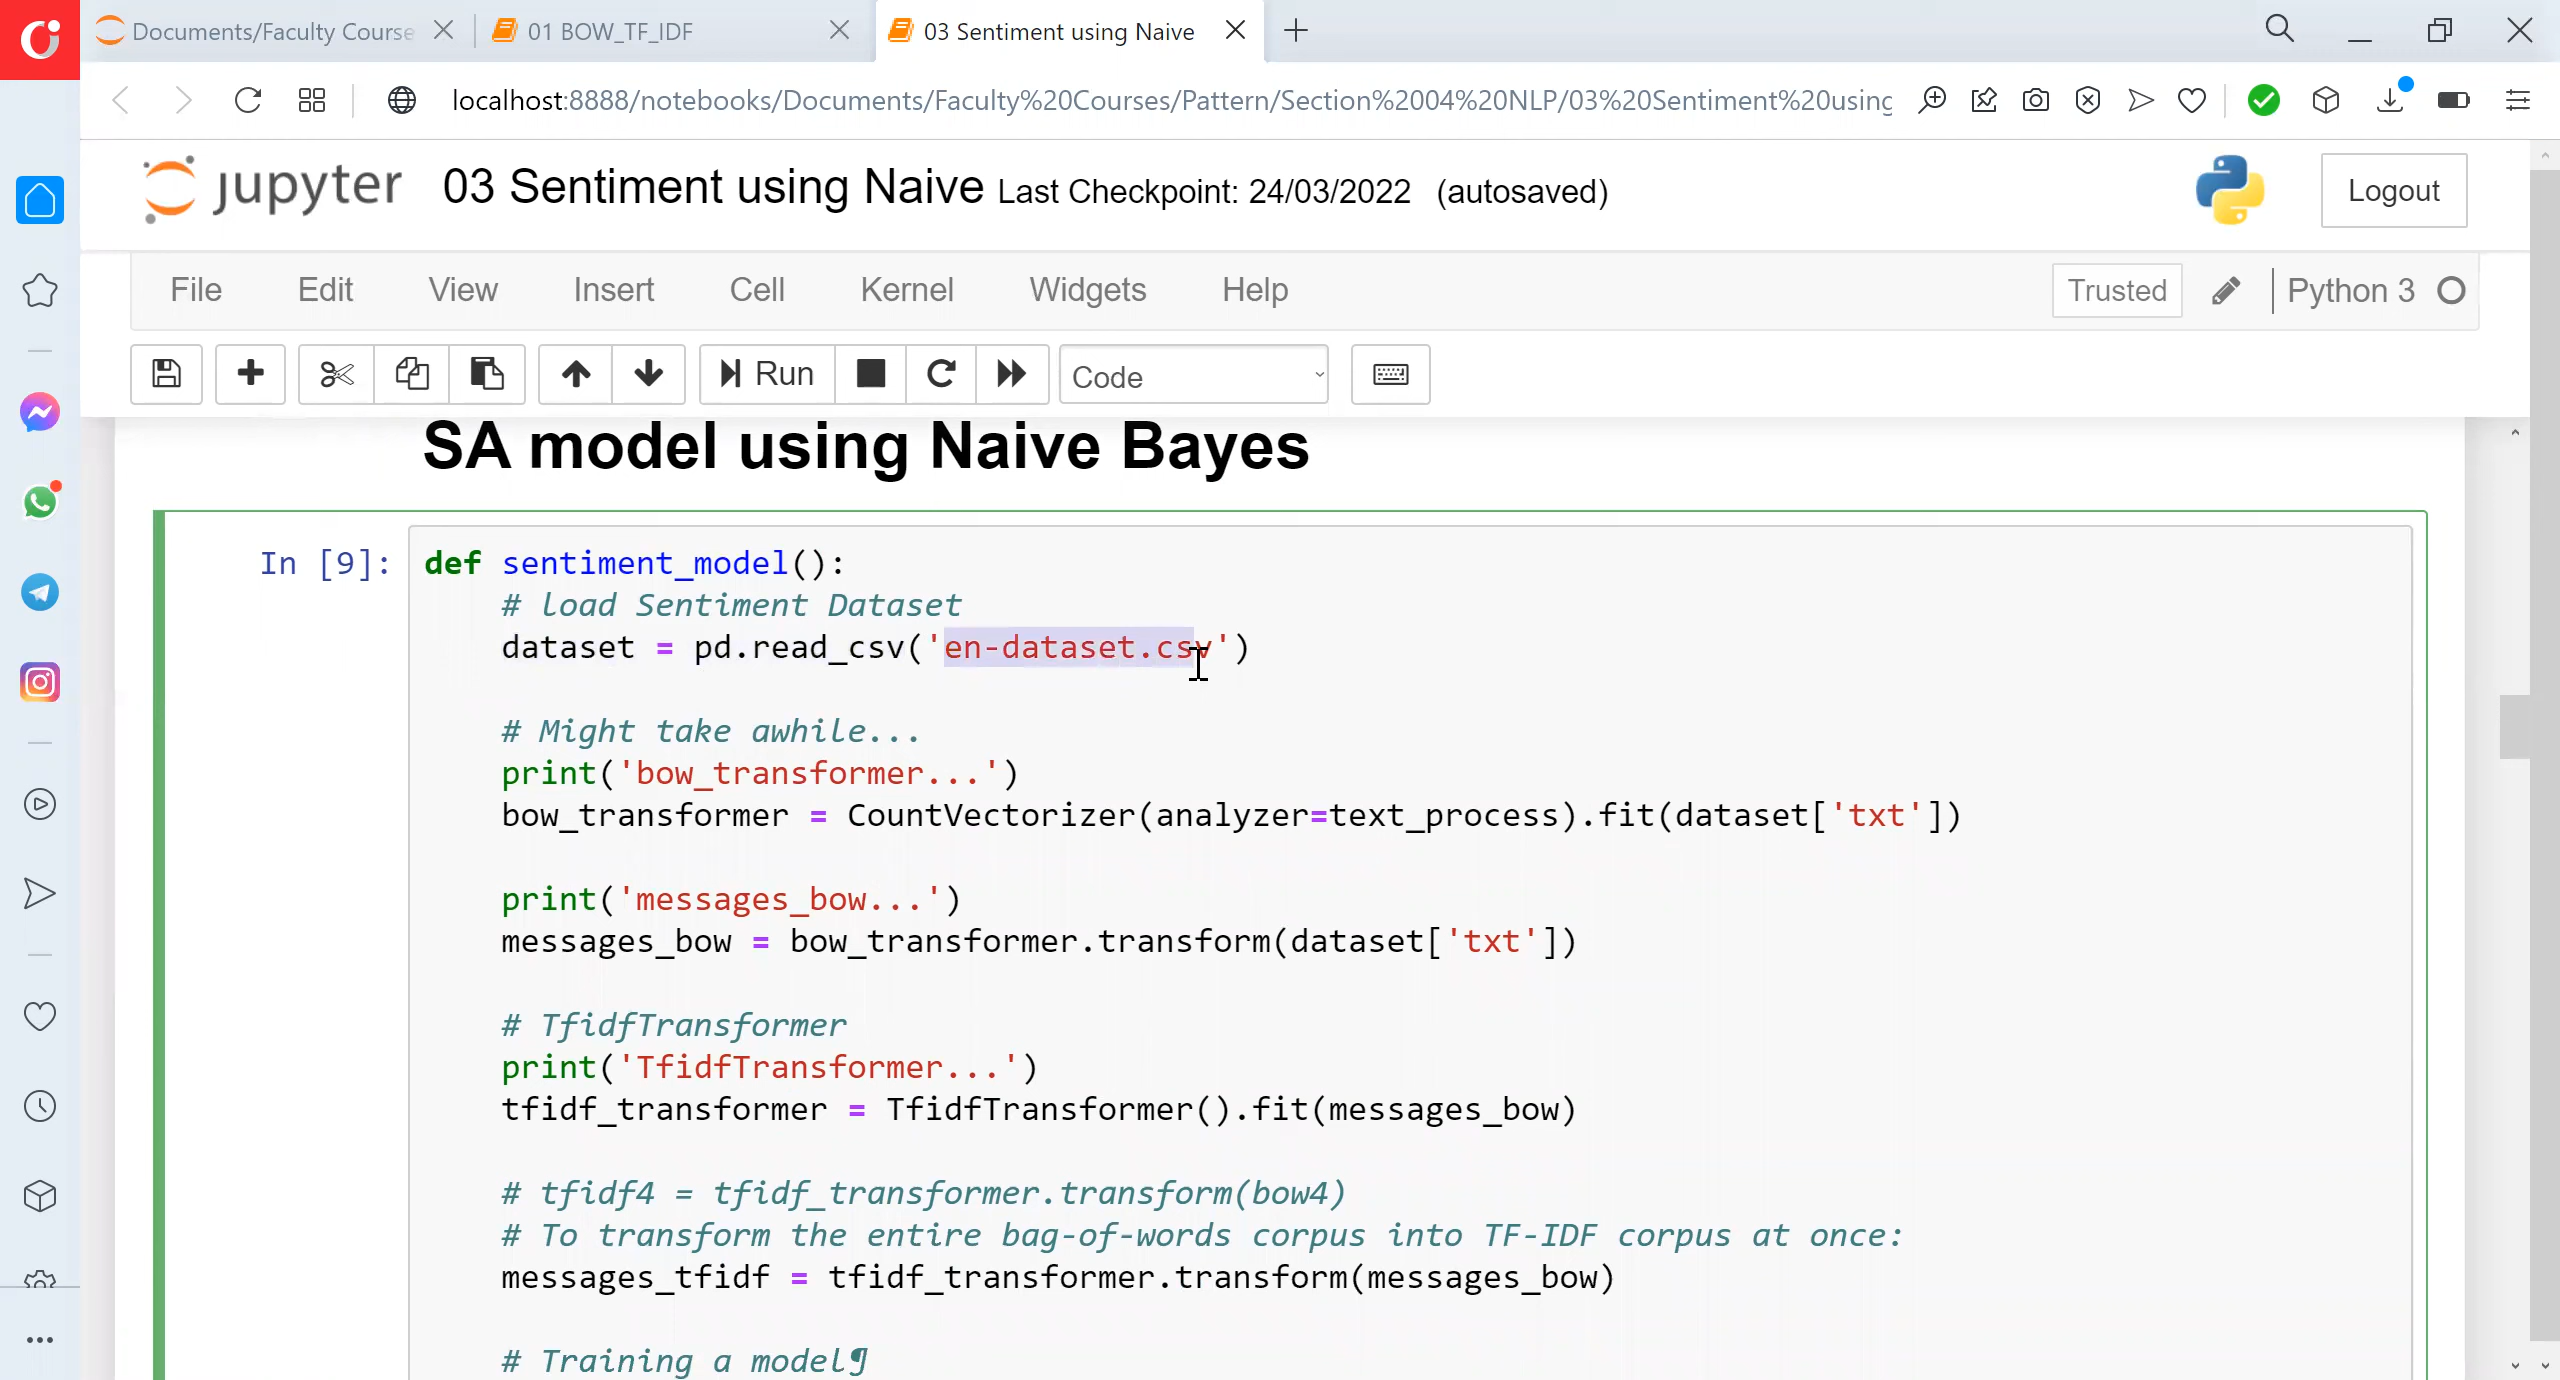 Documents/Faculty Course
01 BOW_TF_IDF
03 Sentiment using Naive
localhost:8888/notebooks/Documents/Faculty%20Courses/Pattern/Section%2004%20NLP/03%20Sentiment%20using
jupyter 03 Sentiment using Naive Last Checkpoint: 24/03/2022 (autosaved)
Logout
File Edit View Insert Cell Kernel Widgets Help Trusted Python 3
Run Code
SA model using Naive Bayes
In [9]: def sentiment_model():
# load Sentiment Dataset
dataset = pd.read_csv('en-dataset.csv')
# Might take awhile...
print('bow_transformer...')
bow_transformer = CountVectorizer(analyzer=text_process).fit(dataset['txt'])
print('messages_bow...')
messages_bow = bow_transformer.transform(dataset['txt'])
# TfidfTransformer
print('TfidfTransformer...')
tfidf_transformer = TfidfTransformer().fit(messages_bow)
# tfidf4 = tfidf_transformer.transform(bow4)
# To transform the entire bag-of-words corpus into TF-IDF corpus at once:
messages_tfidf = tfidf_transformer.transform(messages_bow)
# Training a model¶